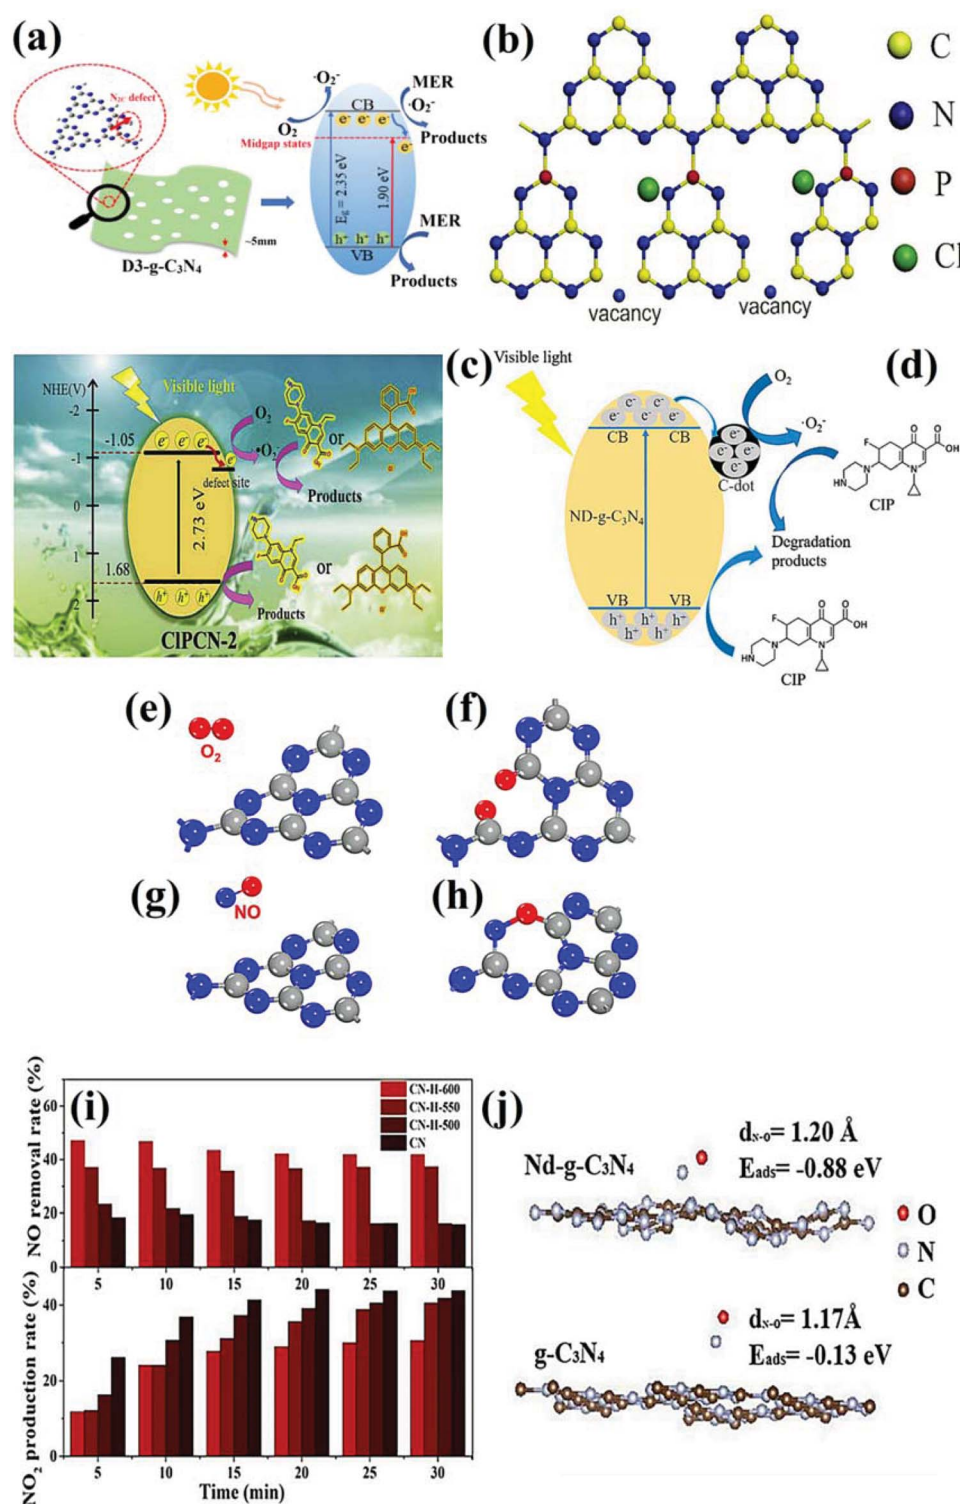 (a)
N2C defect
D3-g-C3N4
~5mm
·O2-
O2
CB
e- e- e-
e-
Midgap states
Eg = 2.35 eV
1.90 eV
h+ h+ h+
VB
MER
·O2-
Products
MER
Products
(b)
C
N
P
Cl
vacancy
vacancy
(c)
NHE(V)
-2
-1.05
-1
0
1
1.68
2
Visible light
e- e- e-
e-
defect site
2.73 eV
h+ h+ h+
O2
·O2-
or
Products
or
Products
ClPCN-2
(d)
Visible light
e- e- e- e- e-
CB CB
ND-g-C3N4
VB VB
h+ h+ h+ h+ h+
e- e- e- e-
C-dot
O2
·O2-
F
O
O
OH
N
N
HN
CIP
Degradation
products
F
O
O
OH
N
N
HN
CIP
(e)
O2
(f)
(g)
NO
(h)
(i)
NO removal rate (%)
60
40
20
0
CN-H-600
CN-H-550
CN-H-500
CN
5 10 15 20 25 30
NO2 production rate (%)
40
20
0
5 10 15 20 25 30
Time (min)
(j)
Nd-g-C3N4
dN-O= 1.20 Å
Eads= -0.88 eV
O
N
C
g-C3N4
dN-O= 1.17Å
Eads= -0.13 eV